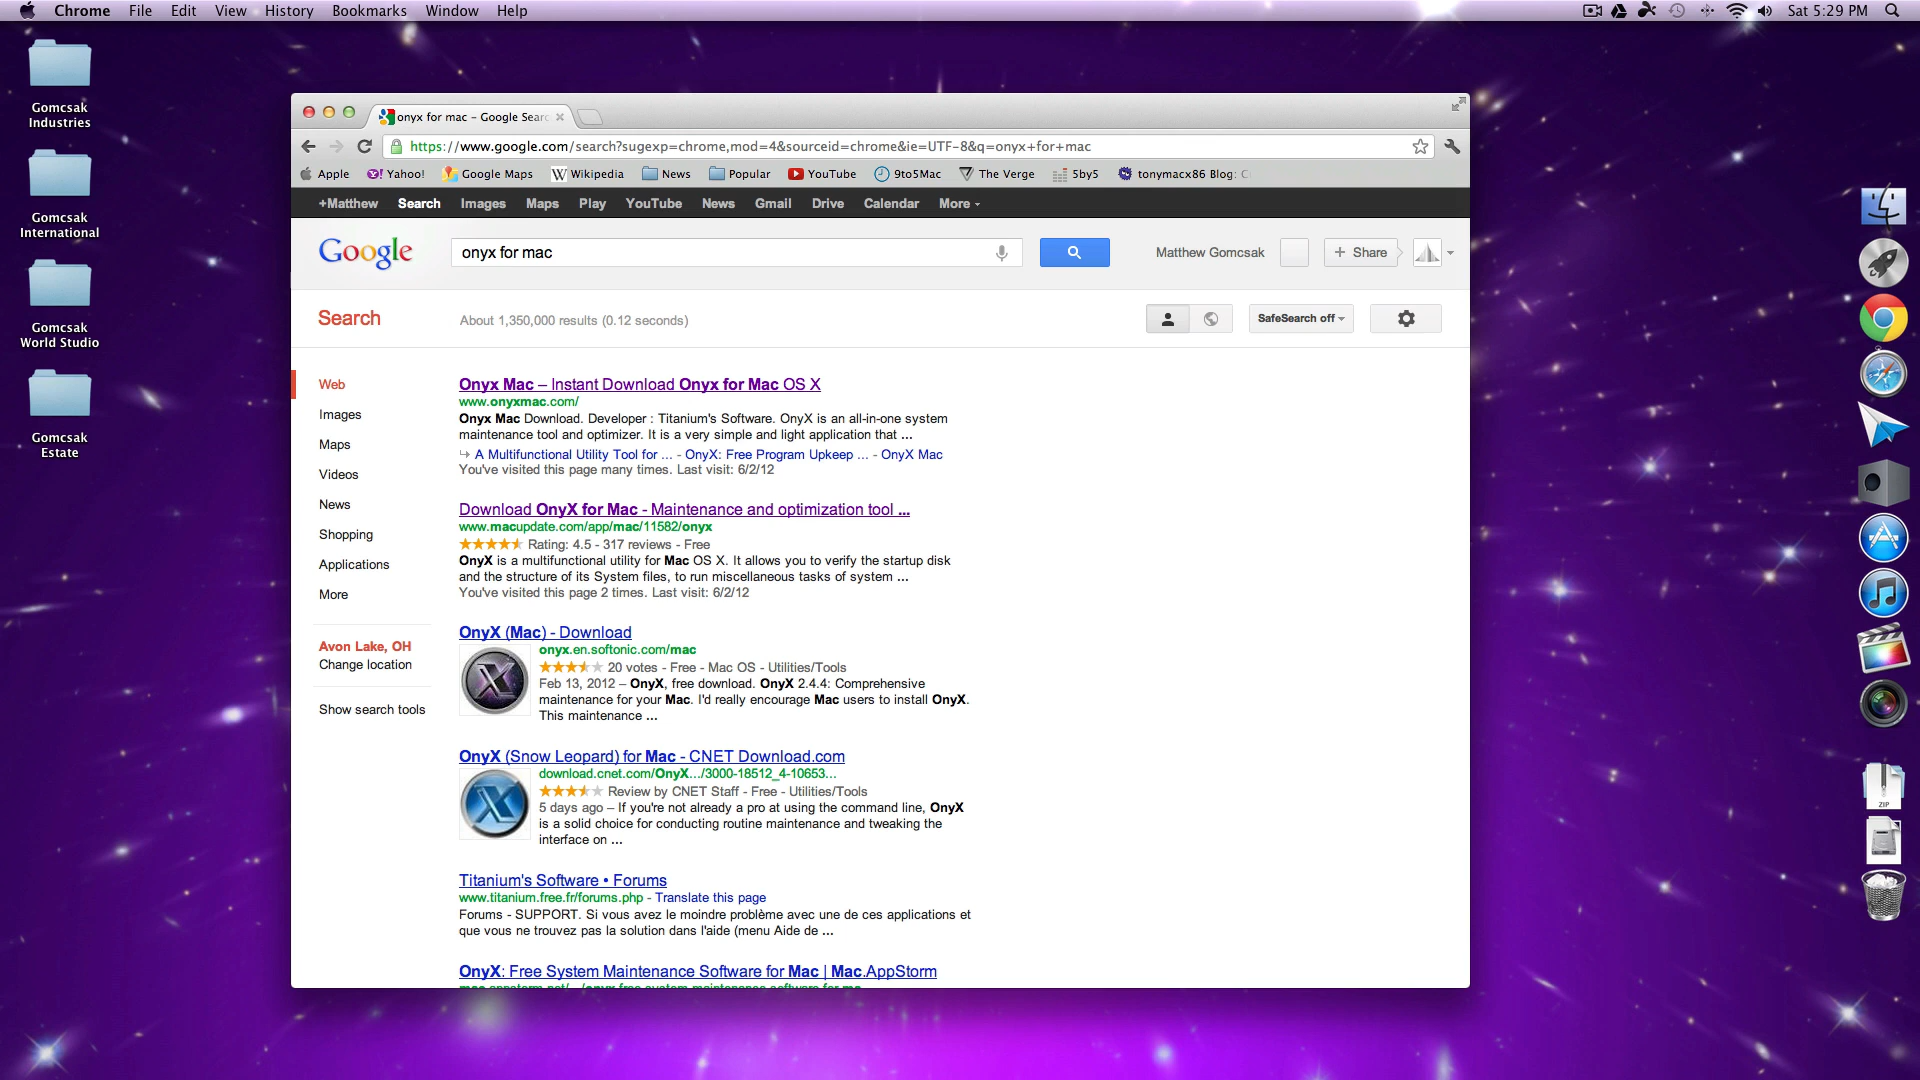 Chrome File Edit View History Bookmarks Window Help
Sat 5:29 PM
Gomcsak
Industries
Gomcsak
International
Gomcsak
World Studio
Gomcsak
Estate
onyx for mac – Google Searc
https://www.google.com/search?sugexp=chrome,mod=4&sourceid=chrome&ie=UTF-8&q=onyx+for+mac
Apple Yahoo! Google Maps Wikipedia News Popular YouTube 9to5Mac The Verge 5by5 tonymacx86 Blog:
+Matthew Search Images Maps Play YouTube News Gmail Drive Calendar More
Google
onyx for mac
Matthew Gomcsak
+ Share
Search
About 1,350,000 results (0.12 seconds)
SafeSearch off
Web
Images
Maps
Videos
News
Shopping
Applications
More
Avon Lake, OH
Change location
Show search tools
Onyx Mac – Instant Download Onyx for Mac OS X
www.onyxmac.com/
Onyx Mac Download. Developer : Titanium's Software. OnyX is an all-in-one system
maintenance tool and optimizer. It is a very simple and light application that ...
A Multifunctional Utility Tool for ... - OnyX: Free Program Upkeep ... - OnyX Mac
You've visited this page many times. Last visit: 6/2/12
Download OnyX for Mac - Maintenance and optimization tool ...
www.macupdate.com/app/mac/11582/onyx
Rating: 4.5 - 317 reviews - Free
OnyX is a multifunctional utility for Mac OS X. It allows you to verify the startup disk
and the structure of its System files, to run miscellaneous tasks of system ...
You've visited this page 2 times. Last visit: 6/2/12
OnyX (Mac) - Download
onyx.en.softonic.com/mac
20 votes - Free - Mac OS - Utilities/Tools
Feb 13, 2012 – OnyX, free download. OnyX 2.4.4: Comprehensive
maintenance for your Mac. I'd really encourage Mac users to install OnyX.
This maintenance ...
OnyX (Snow Leopard) for Mac - CNET Download.com
download.cnet.com/OnyX.../3000-18512_4-10653...
Review by CNET Staff - Free - Utilities/Tools
5 days ago – If you're not already a pro at using the command line, OnyX
is a solid choice for conducting routine maintenance and tweaking the
interface on ...
Titanium's Software • Forums
www.titanium.free.fr/forums.php - Translate this page
Forums - SUPPORT. Si vous avez le moindre problème avec une de ces applications et
que vous ne trouvez pas la solution dans l'aide (menu Aide de ...
OnyX: Free System Maintenance Software for Mac | Mac.AppStorm
ZIP